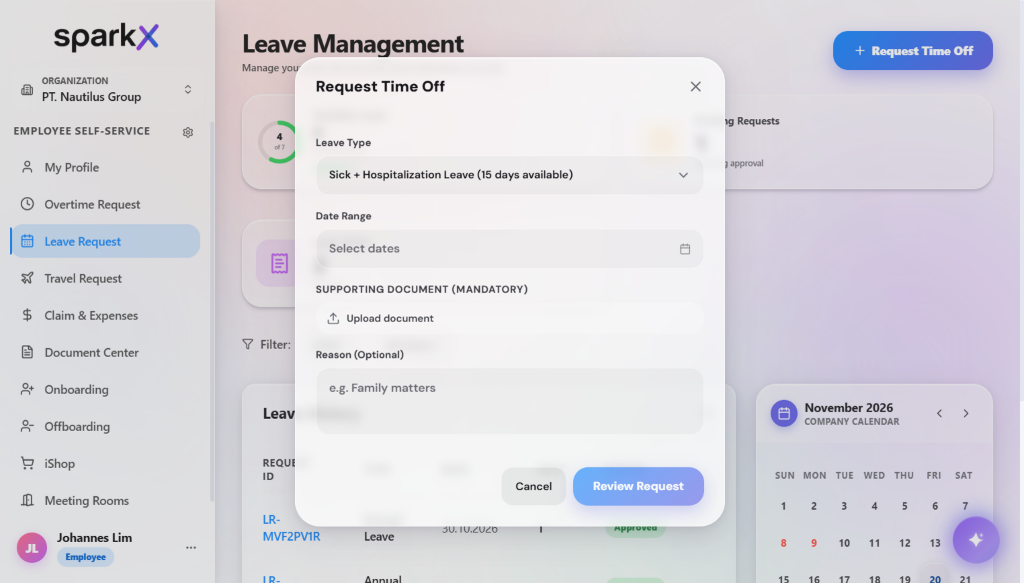 sparkX
ORGANIZATION
PT. Nautilus Group
EMPLOYEE SELF-SERVICE
My Profile
Overtime Request
Leave Request
Travel Request
Claim & Expenses
Document Center
Onboarding
Offboarding
iShop
Meeting Rooms
JL
Johannes Lim
Employee
Leave Management
Manage you
+ Request Time Off
4
of 7
ng Requests
g approval
Filter:
Request Time Off
Leave Type
Sick + Hospitalization Leave (15 days available)
Date Range
Select dates
SUPPORTING DOCUMENT (MANDATORY)
Upload document
Reason (Optional)
e.g. Family matters
Cancel
Review Request
Leav
REQUE
ID
LR-
MVF2PV1R
Leave
30.10.2026
1
Approved
LR-
Annual
November 2026
COMPANY CALENDAR
SUN MON TUE WED THU FRI SAT
1 2 3 4 5 6 7
8 9 10 11 12 13
15 16 17 18 19 20 21